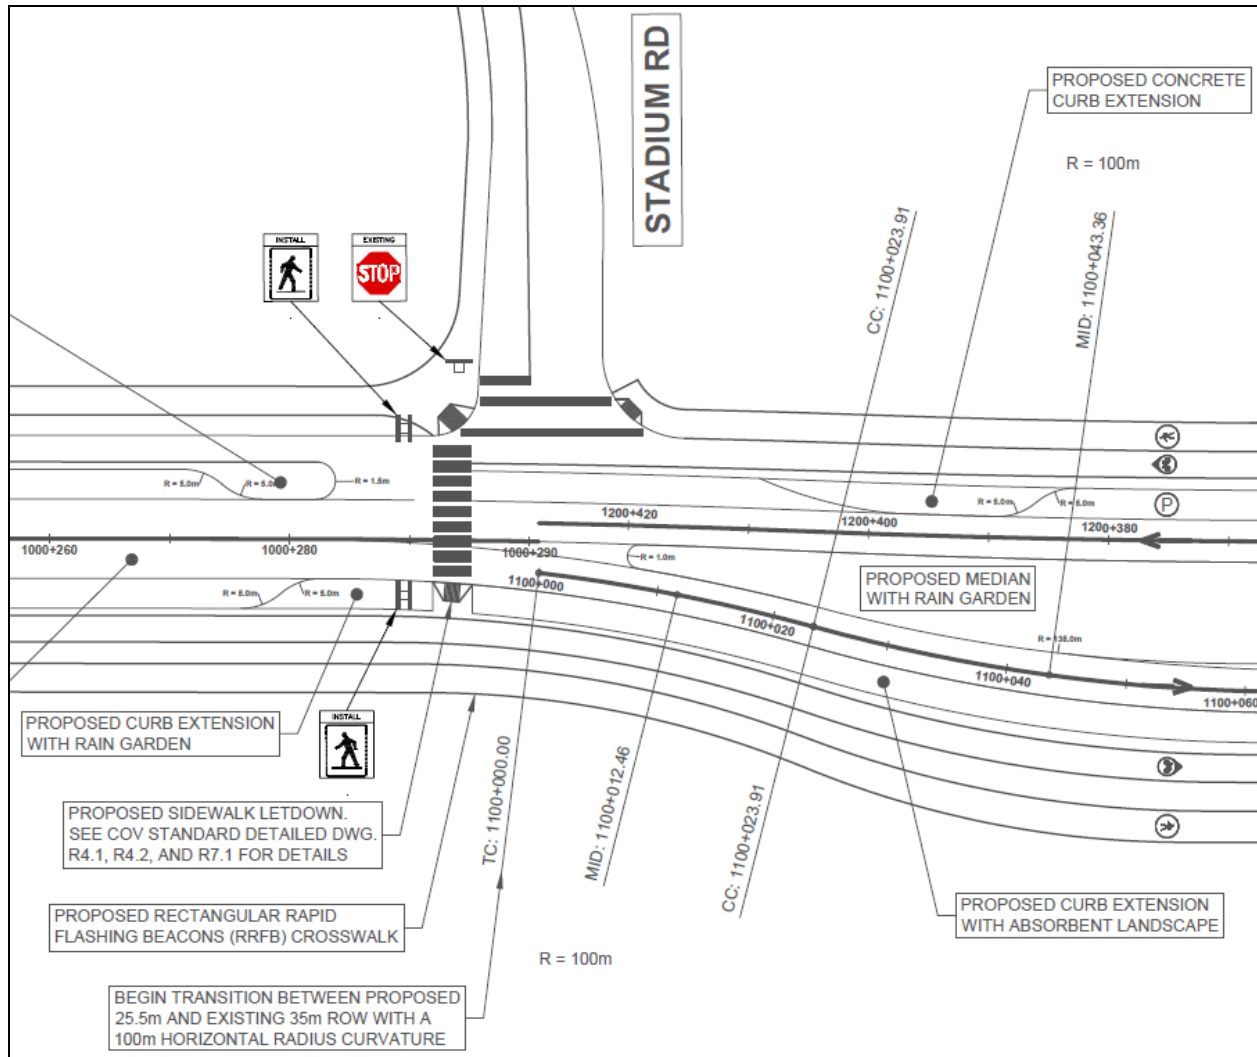 STADIUM RD
PROPOSED CONCRETE
CURB EXTENSION
R = 100m
CC: 1100+023.91
MID: 1100+043.36
INSTALL
EXISTING
STOP
R = 5.0m
R = 5.0m
R = 1.5m
R = 5.0m
R = 5.0m
P
1200+420
1200+400
1200+380
1000+260
1000+280
1000+290
R = 1.0m
1100+000
PROPOSED MEDIAN
WITH RAIN GARDEN
R = 5.0m
R = 5.0m
1100+020
R = 135.0m
1100+040
1100+060
PROPOSED CURB EXTENSION
WITH RAIN GARDEN
INSTALL
TC: 1100+000.00
MID: 1100+012.46
CC: 1100+023.91
PROPOSED SIDEWALK LETDOWN.
SEE COV STANDARD DETAILED DWG.
R4.1, R4.2, AND R7.1 FOR DETAILS
PROPOSED RECTANGULAR RAPID
FLASHING BEACONS (RRFB) CROSSWALK
PROPOSED CURB EXTENSION
WITH ABSORBENT LANDSCAPE
R = 100m
BEGIN TRANSITION BETWEEN PROPOSED
25.5m AND EXISTING 35m ROW WITH A
100m HORIZONTAL RADIUS CURVATURE